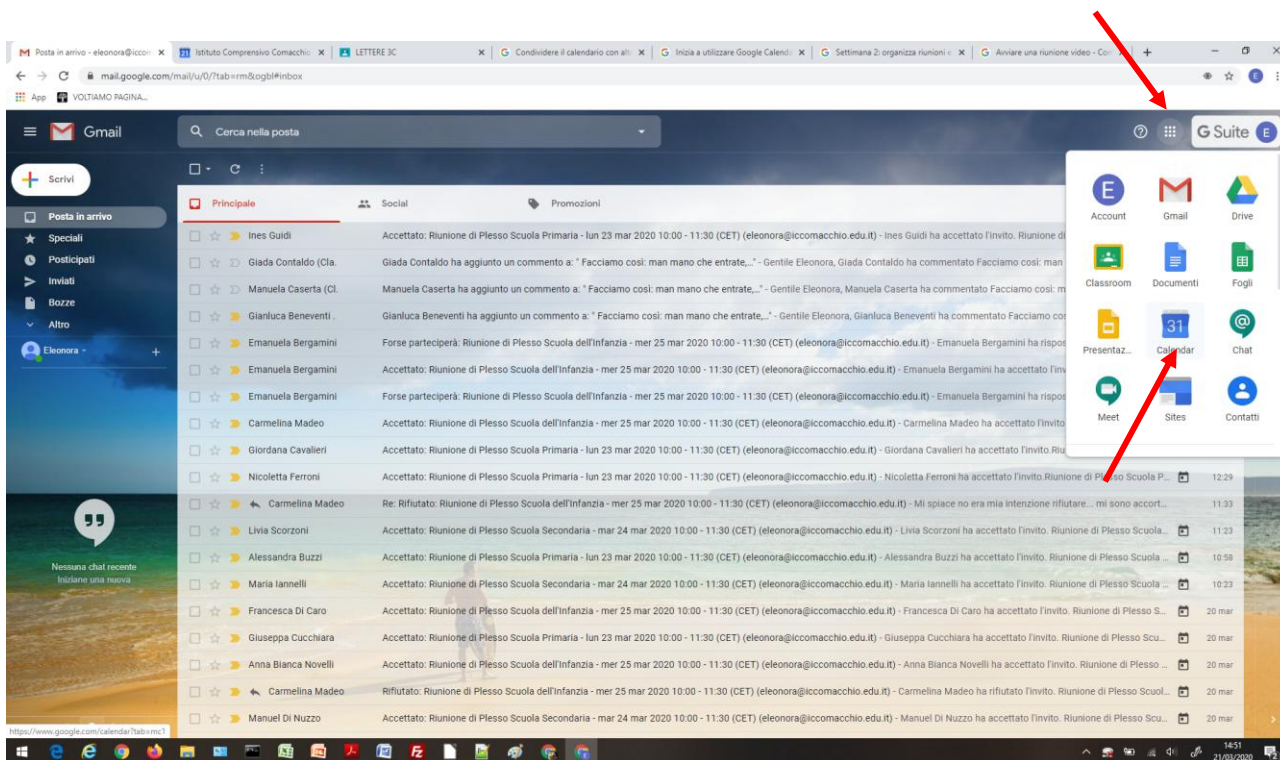 Posta in arrivo - eleonora@iccom
Istituto Comprensivo Comacchio
LETTERE 3C
Condividere il calendario con alt
Inizia a utilizzare Google Calenda
Settimana 2: organizza riunioni e
Avviare una riunione video - Co
mail.google.com/mail/u/0/?tab=rm&ogbl#inbox
App VOLTIAMO PAGINA...
Gmail
Cerca nella posta
G Suite E
Scrivi
Posta in arrivo
Speciali
Posticipati
Inviati
Bozze
Altro
Eleonora
Nessuna chat recente
Iniziane una nuova
Principale Social Promozioni
Ines Guidi Accettato: Riunione di Plesso Scuola Primaria - lun 23 mar 2020 10:00 - 11:30 (CET) (eleonora@iccomacchio.edu.it) - Ines Guidi ha accettato l'invito. Riunione di
Giada Contaldo (Cla. Giada Contaldo ha aggiunto un commento a: " Facciamo così: man mano che entrate,..." - Gentile Eleonora, Giada Contaldo ha commentato Facciamo così: man
Manuela Caserta (Cl. Manuela Caserta ha aggiunto un commento a: " Facciamo così: man mano che entrate,..." - Gentile Eleonora, Manuela Caserta ha commentato Facciamo così: m
Gianluca Beneventi . Gianluca Beneventi ha aggiunto un commento a: " Facciamo così: man mano che entrate,..." - Gentile Eleonora, Gianluca Beneventi ha commentato Facciamo co
Emanuela Bergamini Forse parteciperà: Riunione di Plesso Scuola dell'Infanzia - mer 25 mar 2020 10:00 - 11:30 (CET) (eleonora@iccomacchio.edu.it) - Emanuela Bergamini ha rispos
Emanuela Bergamini Accettato: Riunione di Plesso Scuola dell'Infanzia - mer 25 mar 2020 10:00 - 11:30 (CET) (eleonora@iccomacchio.edu.it) - Emanuela Bergamini ha accettato l'inv
Emanuela Bergamini Forse parteciperà: Riunione di Plesso Scuola dell'Infanzia - mer 25 mar 2020 10:00 - 11:30 (CET) (eleonora@iccomacchio.edu.it) - Emanuela Bergamini ha rispos
Carmelina Madeo Accettato: Riunione di Plesso Scuola dell'Infanzia - mer 25 mar 2020 10:00 - 11:30 (CET) (eleonora@iccomacchio.edu.it) - Carmelina Madeo ha accettato l'invito
Giordana Cavalieri Accettato: Riunione di Plesso Scuola Primaria - lun 23 mar 2020 10:00 - 11:30 (CET) (eleonora@iccomacchio.edu.it) - Giordana Cavalieri ha accettato l'invito.Riu
Nicoletta Ferroni Accettato: Riunione di Plesso Scuola Primaria - lun 23 mar 2020 10:00 - 11:30 (CET) (eleonora@iccomacchio.edu.it) - Nicoletta Ferroni ha accettato l'invito.Riunione di Plesso Scuola P... 12:29
Carmelina Madeo Re: Rifiutato: Riunione di Plesso Scuola dell'Infanzia - mer 25 mar 2020 10:00 - 11:30 (CET) (eleonora@iccomacchio.edu.it) - Mi spiace no era mia intenzione rifiutare... mi sono accort... 11:33
Livia Scorzoni Accettato: Riunione di Plesso Scuola Secondaria - mar 24 mar 2020 10:00 - 11:30 (CET) (eleonora@iccomacchio.edu.it) - Livia Scorzoni ha accettato l'invito. Riunione di Plesso Scuola... 11:23
Alessandra Buzzi Accettato: Riunione di Plesso Scuola Primaria - lun 23 mar 2020 10:00 - 11:30 (CET) (eleonora@iccomacchio.edu.it) - Alessandra Buzzi ha accettato l'invito. Riunione di Plesso Scuola ... 10:58
Maria Iannelli Accettato: Riunione di Plesso Scuola Secondaria - mar 24 mar 2020 10:00 - 11:30 (CET) (eleonora@iccomacchio.edu.it) - Maria Iannelli ha accettato l'invito. Riunione di Plesso Scuola ... 10:23
Francesca Di Caro Accettato: Riunione di Plesso Scuola dell'Infanzia - mer 25 mar 2020 10:00 - 11:30 (CET) (eleonora@iccomacchio.edu.it) - Francesca Di Caro ha accettato l'invito. Riunione di Plesso S... 20 mar
Giuseppa Cucchiara Accettato: Riunione di Plesso Scuola Primaria - lun 23 mar 2020 10:00 - 11:30 (CET) (eleonora@iccomacchio.edu.it) - Giuseppa Cucchiara ha accettato l'invito. Riunione di Plesso Scu... 20 mar
Anna Bianca Novelli Accettato: Riunione di Plesso Scuola dell'Infanzia - mer 25 mar 2020 10:00 - 11:30 (CET) (eleonora@iccomacchio.edu.it) - Anna Bianca Novelli ha accettato l'invito. Riunione di Plesso ... 20 mar
Carmelina Madeo Rifiutato: Riunione di Plesso Scuola dell'Infanzia - mer 25 mar 2020 10:00 - 11:30 (CET) (eleonora@iccomacchio.edu.it) - Carmelina Madeo ha rifiutato l'invito. Riunione di Plesso Scuol... 20 mar
Manuel Di Nuzzo Accettato: Riunione di Plesso Scuola Secondaria - mar 24 mar 2020 10:00 - 11:30 (CET) (eleonora@iccomacchio.edu.it) - Manuel Di Nuzzo ha accettato l'invito. Riunione di Plesso Scu... 20 mar
E
Account Gmail Drive
Classroom Documenti Fogli
31
Presentaz... Calendar Chat
Meet Sites Contatti
https://www.google.com/calendar?tab=mc1
14:51
21/03/2020